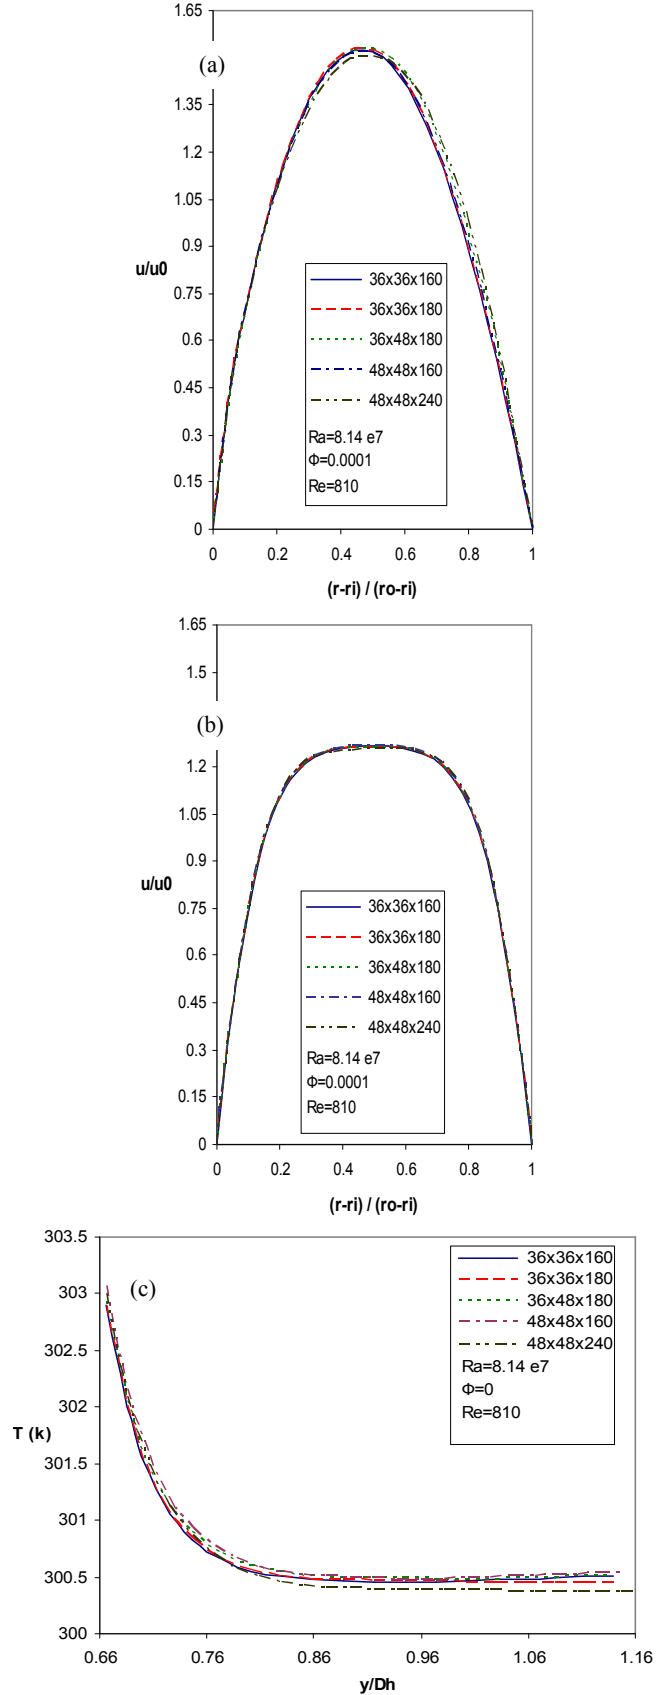 1.65
(a)
1.35
1.2
1.05
0.9
u/u0
0.75
0.6
0.45
0.3
0.15
0
36x36x160
36x36x180
36x48x180
48x48x160
48x48x240
Ra=8.14 e7
Φ=0.0001
Re=810
0 0.2 0.4 0.6 0.8 1
(r-ri) / (ro-ri)
1.65
1.5
(b)
1.2
1.05
0.9
u/u0
0.75
0.6
0.45
0.3
0.15
0
36x36x160
36x36x180
36x48x180
48x48x160
48x48x240
Ra=8.14 e7
Φ=0.0001
Re=810
0 0.2 0.4 0.6 0.8 1
(r-ri) / (ro-ri)
303.5
303
(c)
302.5
302
T (k)
301.5
301
300.5
300
36x36x160
36x36x180
36x48x180
48x48x160
48x48x240
Ra=8.14 e7
Φ=0
Re=810
0.66 0.76 0.86 0.96 1.06 1.16
y/Dh